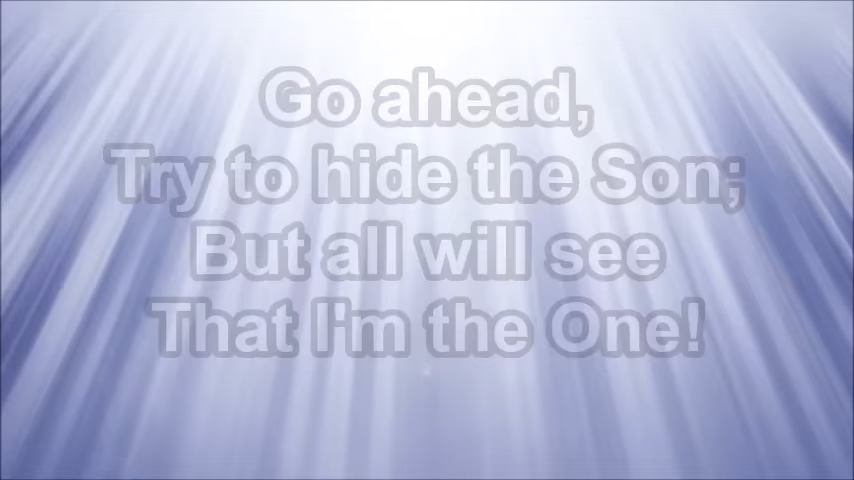 Go ahead,
Try to hide the Son;
But all will see
That I'm the One!